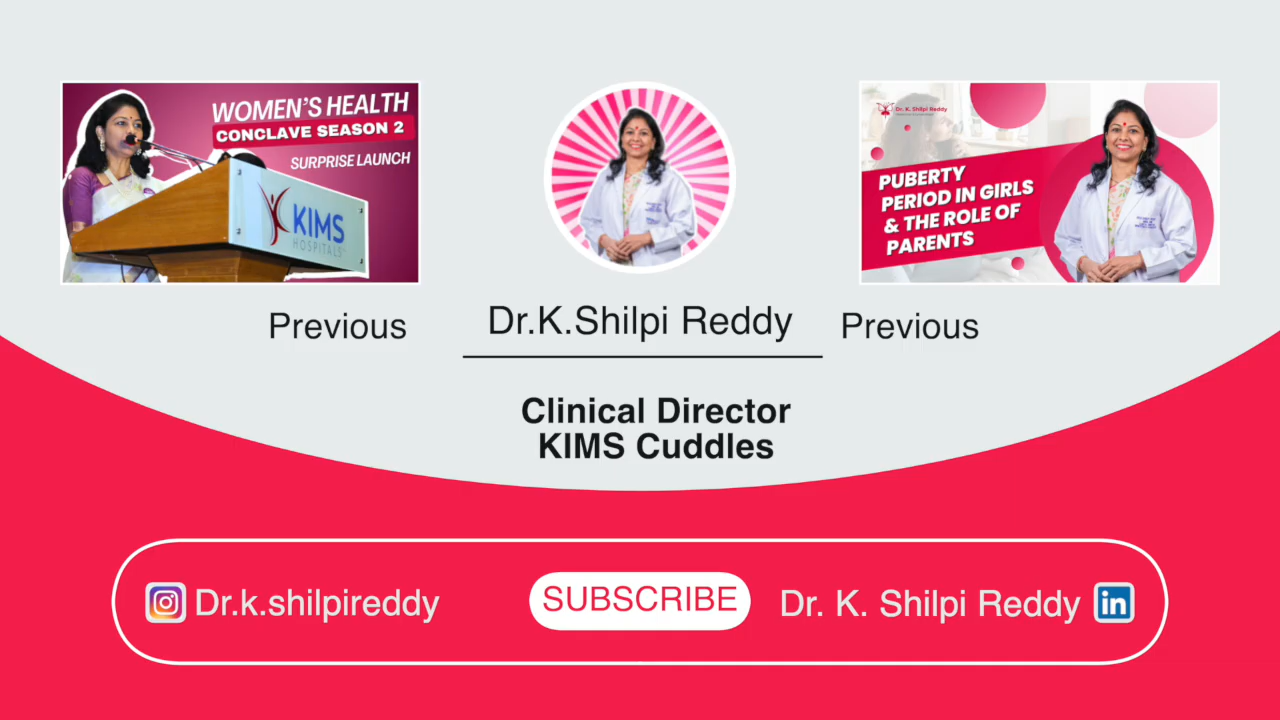 WOMEN'S HEALTH
CONCLAVE SEASON 2
SURPRISE LAUNCH
KIMS
HOSPITALS
Dr. K. Shilpi Reddy
PUBERTY
PERIOD IN GIRLS
& THE ROLE OF
PARENTS
Previous
Dr.K.Shilpi Reddy
Previous
Clinical Director
KIMS Cuddles
Dr.k.shilpireddy
SUBSCRIBE
Dr. K. Shilpi Reddy
in